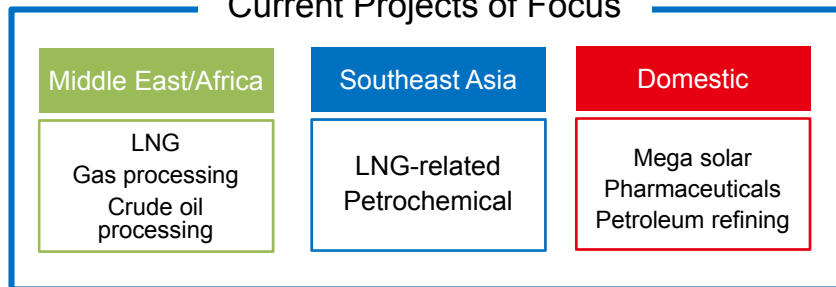 Current Projects of Focus
Middle East/Africa
LNG
Gas processing
Crude oil
processing
Southeast Asia
LNG-related
Petrochemical
Domestic
Mega solar
Pharmaceuticals
Petroleum refining